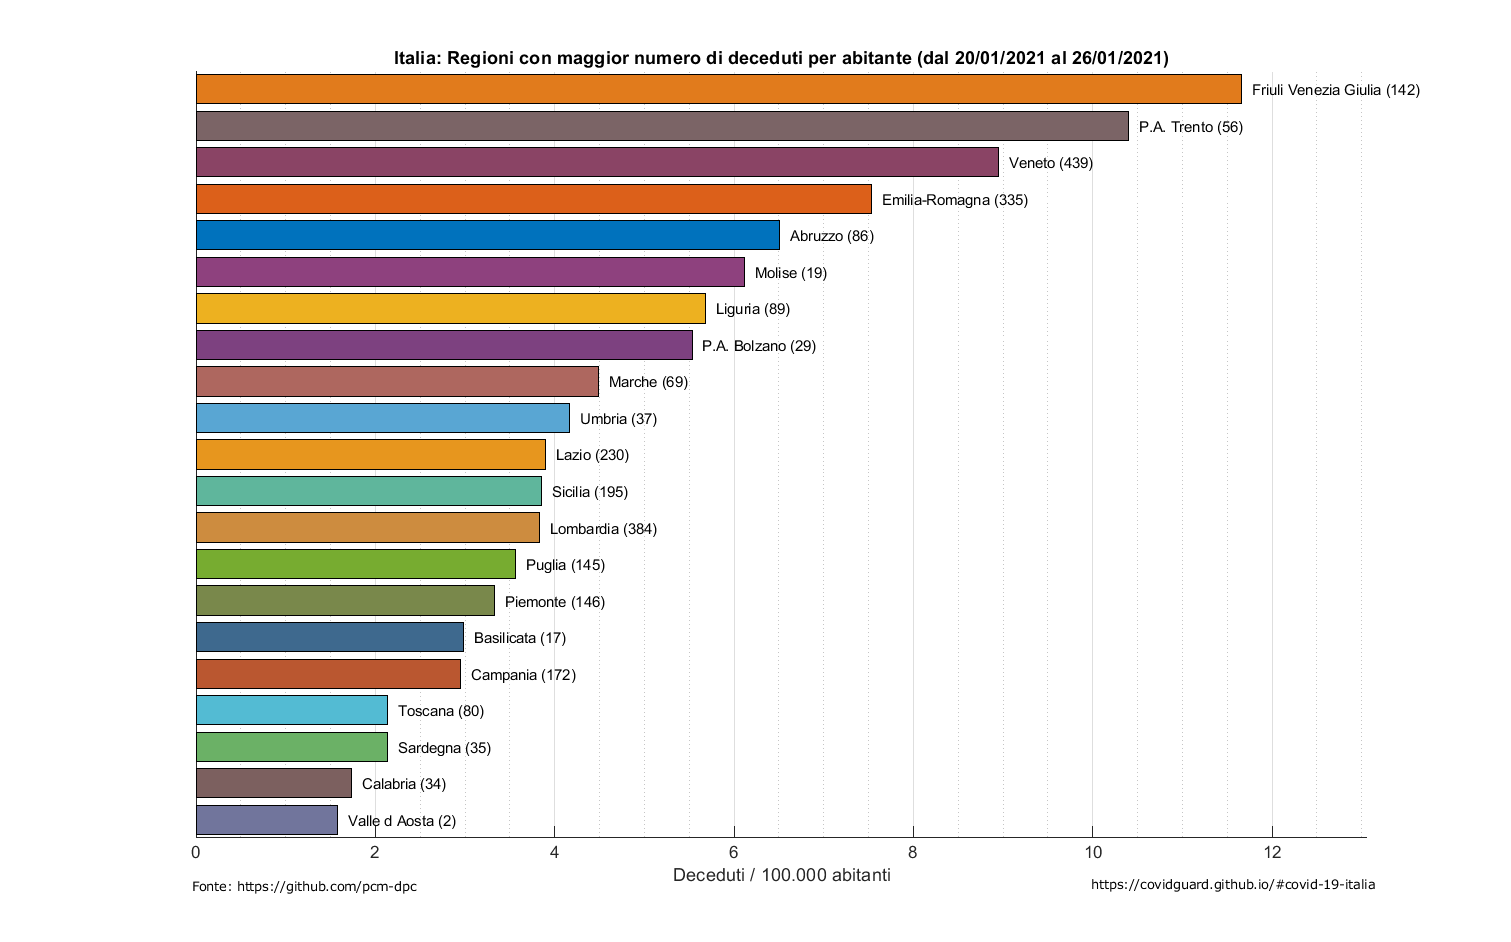 Italia: Regioni con maggior numero di deceduti per abitante (dal 20/01/2021 al 26/01/2021)
Friuli Venezia Giulia (142)
P.A. Trento (56)
Veneto (439)
Emilia-Romagna (335)
Abruzzo (86)
Molise (19)
Liguria (89)
P.A. Bolzano (29)
Marche (69)
Umbria (37)
Lazio (230)
Sicilia (195)
Lombardia (384)
Puglia (145)
Piemonte (146)
Basilicata (17)
Campania (172)
Toscana (80)
Sardegna (35)
Calabria (34)
Valle d Aosta (2)
0 2 4 6 8 10 12
Deceduti / 100.000 abitanti
Fonte: https://github.com/pcm-dpc
https://covidguard.github.io/#covid-19-italia